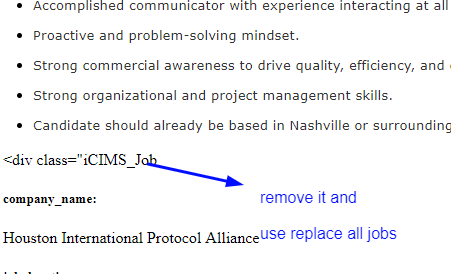 Accomplished communicator with experience interacting at all
Proactive and problem-solving mindset.
Strong commercial awareness to drive quality, efficiency, and
Strong organizational and project management skills.
Candidate should already be based in Nashville or surrounding
<div class="iCIMS_Job
company_name:
remove it and
Houston International Protocol Alliance
use replace all jobs